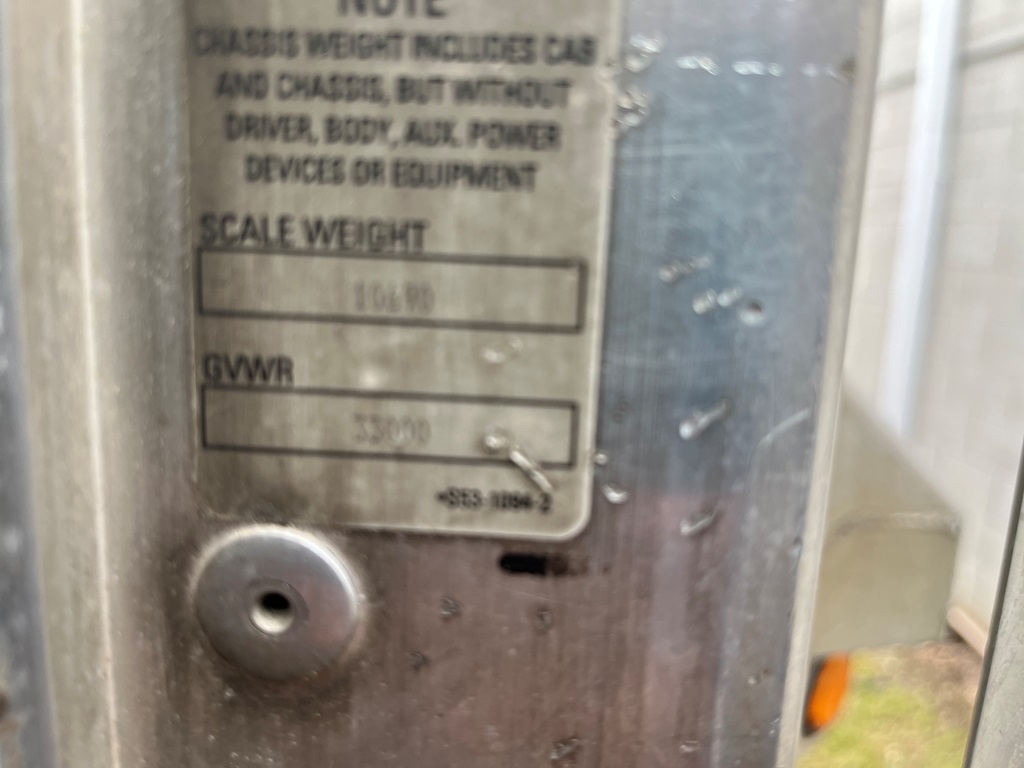 NOTE
CHASSIS WEIGHT INCLUDES CAB
AND CHASSIS, BUT WITHOUT
DRIVER, BODY, AUX. POWER
DEVICES OR EQUIPMENT
SCALE WEIGHT
10690
GVWR
33000